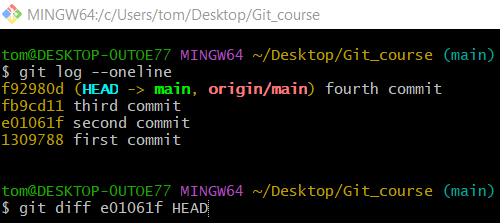 MINGW64:/c/Users/tom/Desktop/Git_course
tom@DESKTOP-OUTOE77 MINGW64 ~/Desktop/Git_course (main)
$ git log --oneline
f92980d (HEAD -> main, origin/main) fourth commit
fb9cd11 third commit
e01061f second commit
1309788 first commit
tom@DESKTOP-OUTOE77 MINGW64 ~/Desktop/Git_course (main)
$ git diff e01061f HEAD